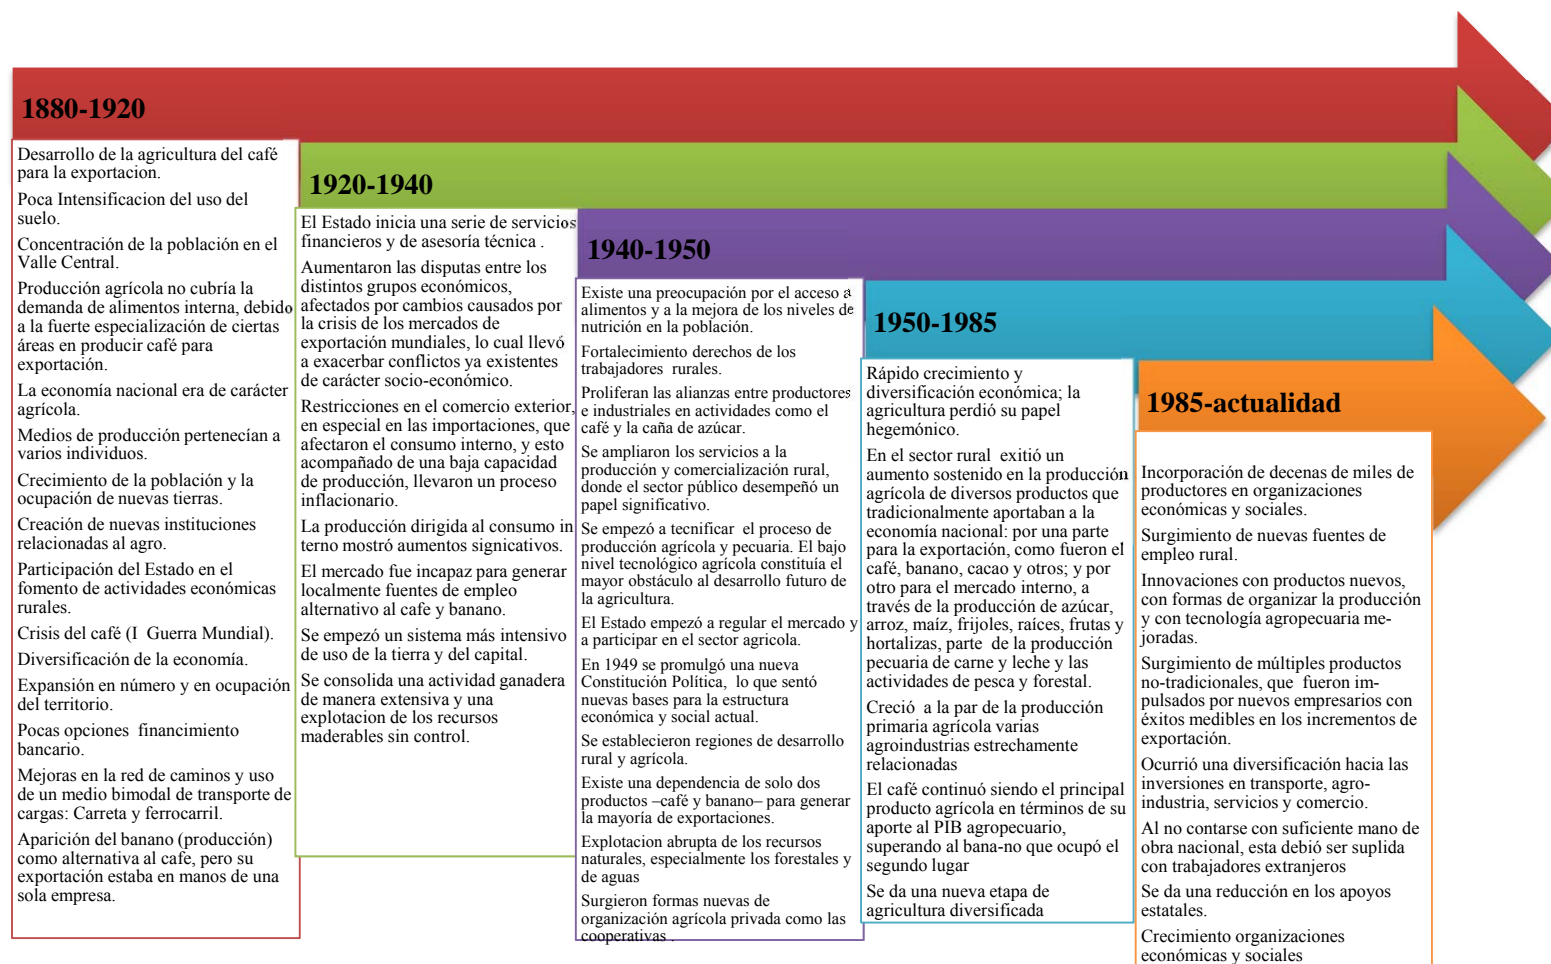 1880-1920
Desarrollo de la agricultura del café
para la exportacion.
Poca Intensificacion del uso del
suelo.
Concentración de la población en el
Valle Central.
Producción agrícola no cubría la
demanda de alimentos interna, debido
a la fuerte especialización de ciertas
áreas en producir café para
exportación.
La economía nacional era de carácter
agrícola.
Medios de producción pertenecían a
varios individuos.
Crecimiento de la población y la
ocupación de nuevas tierras.
Creación de nuevas instituciones
relacionadas al agro.
Participación del Estado en el
fomento de actividades económicas
rurales.
Crisis del café (I Guerra Mundial).
Diversificación de la economía.
Expansión en número y en ocupación
del territorio.
Pocas opciones financimiento
bancario.
Mejoras en la red de caminos y uso
de un medio bimodal de transporte de
cargas: Carreta y ferrocarril.
Aparición del banano (producción)
como alternativa al cafe, pero su
exportación estaba en manos de una
sola empresa.
1920-1940
El Estado inicia una serie de servicios
financieros y de asesoría técnica .
Aumentaron las disputas entre los
distintos grupos económicos,
afectados por cambios causados por
la crisis de los mercados de
exportación mundiales, lo cual llevó
a exacerbar conflictos ya existentes
de carácter socio-económico.
Restricciones en el comercio exterior,
en especial en las importaciones, que
afectaron el consumo interno, y esto
acompañado de una baja capacidad
de producción, llevaron un proceso
inflacionario.
La producción dirigida al consumo in
terno mostró aumentos signicativos.
El mercado fue incapaz para generar
localmente fuentes de empleo
alternativo al cafe y banano.
Se empezó un sistema más intensivo
de uso de la tierra y del capital.
Se consolida una actividad ganadera
de manera extensiva y una
explotacion de los recursos
maderables sin control.
1940-1950
Existe una preocupación por el acceso a
alimentos y a la mejora de los niveles de
nutrición en la población.
Fortalecimiento derechos de los
trabajadores rurales.
Proliferan las alianzas entre productores
e industriales en actividades como el
café y la caña de azúcar.
Se ampliaron los servicios a la
producción y comercialización rural,
donde el sector público desempeñó un
papel significativo.
Se empezó a tecnificar el proceso de
producción agrícola y pecuaria. El bajo
nivel tecnológico agrícola constituía el
mayor obstáculo al desarrollo futuro de
la agricultura.
El Estado empezó a regular el mercado y
a participar en el sector agricola.
En 1949 se promulgó una nueva
Constitución Política, lo que sentó
nuevas bases para la estructura
económica y social actual.
Se establecieron regiones de desarrollo
rural y agrícola.
Existe una dependencia de solo dos
productos –café y banano– para generar
la mayoría de exportaciones.
Explotacion abrupta de los recursos
naturales, especialmente los forestales y
de aguas
Surgieron formas nuevas de
organización agrícola privada como las
cooperativas .
1950-1985
Rápido crecimiento y
diversificación económica; la
agricultura perdió su papel
hegemónico.
En el sector rural exitió un
aumento sostenido en la producción
agrícola de diversos productos que
tradicionalmente aportaban a la
economía nacional: por una parte
para la exportación, como fueron el
café, banano, cacao y otros; y por
otro para el mercado interno, a
través de la producción de azúcar,
arroz, maíz, frijoles, raíces, frutas y
hortalizas, parte de la producción
pecuaria de carne y leche y las
actividades de pesca y forestal.
Creció a la par de la producción
primaria agrícola varias
agroindustrias estrechamente
relacionadas
El café continuó siendo el principal
producto agrícola en términos de su
aporte al PIB agropecuario,
superando al bana-no que ocupó el
segundo lugar
Se da una nueva etapa de
agricultura diversificada
1985-actualidad
Incorporación de decenas de miles de
productores en organizaciones
económicas y sociales.
Surgimiento de nuevas fuentes de
empleo rural.
Innovaciones con productos nuevos,
con formas de organizar la producción
y con tecnología agropecuaria me-
joradas.
Surgimiento de múltiples productos
no-tradicionales, que fueron im-
pulsados por nuevos empresarios con
éxitos medibles en los incrementos de
exportación.
Ocurrió una diversificación hacia las
inversiones en transporte, agro-
industria, servicios y comercio.
Al no contarse con suficiente mano de
obra nacional, esta debió ser suplida
con trabajadores extranjeros
Se da una reducción en los apoyos
estatales.
Crecimiento organizaciones
económicas y sociales